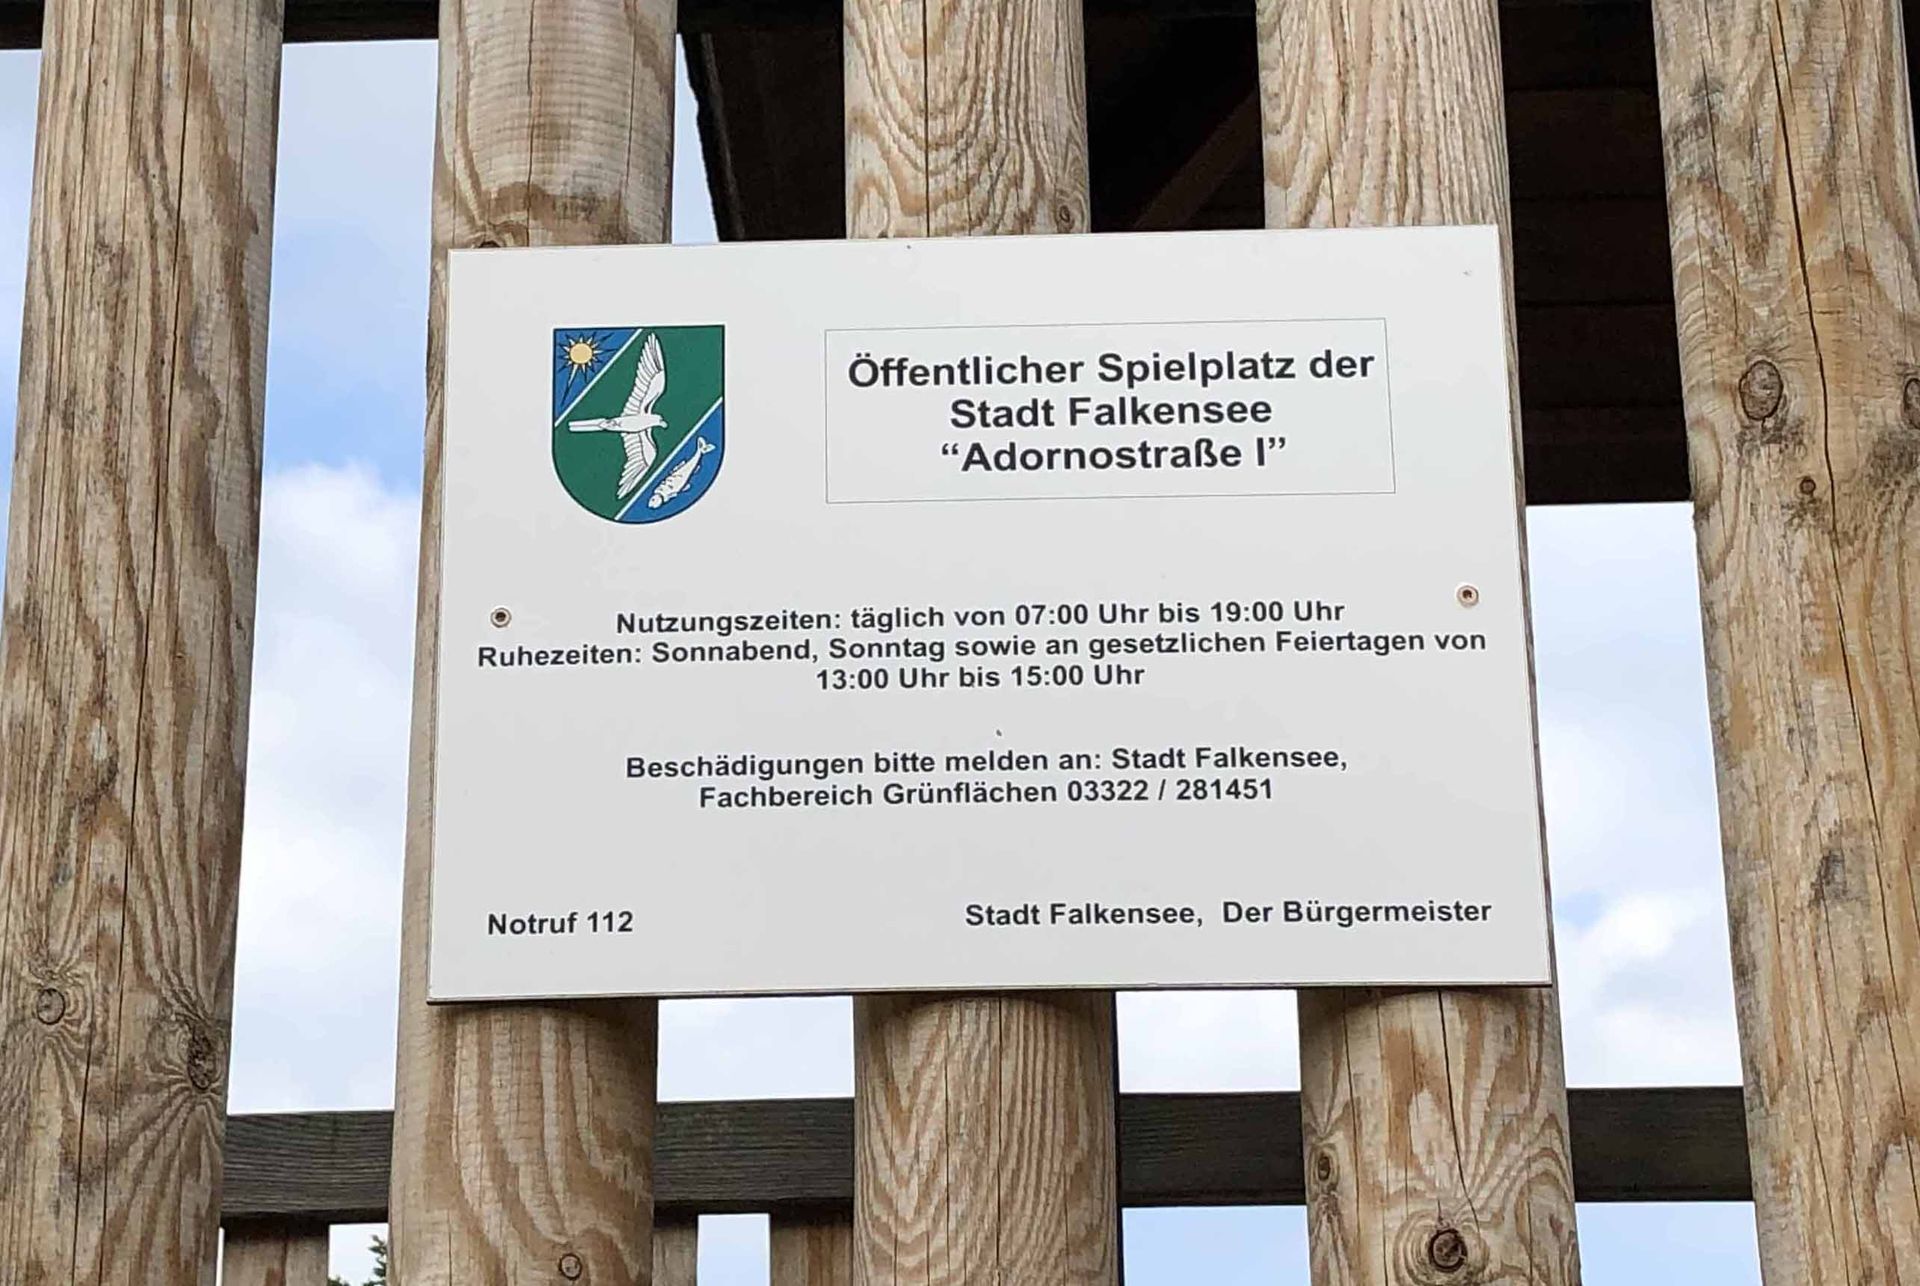 Öffentlicher Spielplatz der
Stadt Falkensee
“Adornostraße I”
Nutzungszeiten: täglich von 07:00 Uhr bis 19:00 Uhr
Ruhezeiten: Sonnabend, Sonntag sowie an gesetzlichen Feiertagen von
13:00 Uhr bis 15:00 Uhr
Beschädigungen bitte melden an: Stadt Falkensee,
Fachbereich Grünflächen 03322 / 281451
Notruf 112
Stadt Falkensee, Der Bürgermeister